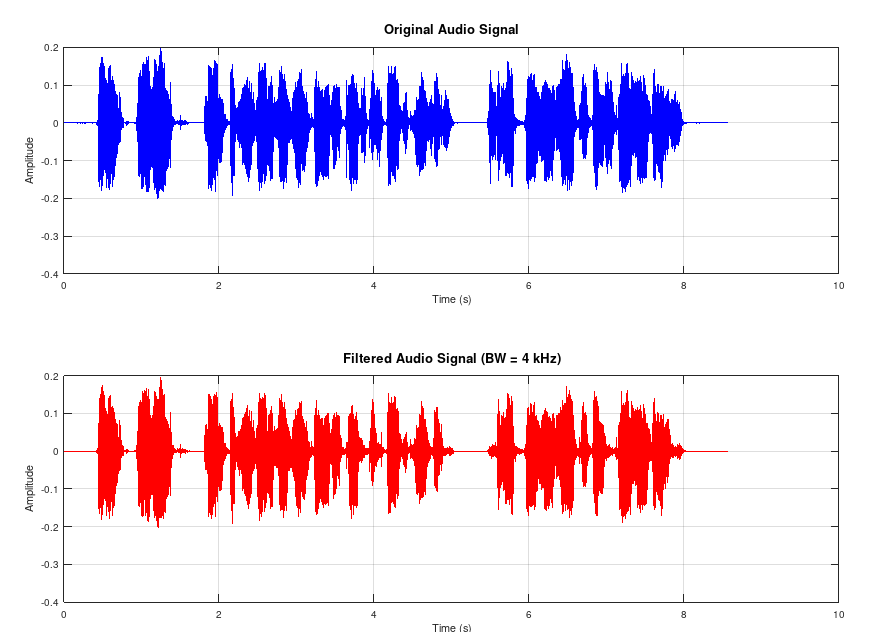 Original Audio Signal
0.2
0.1
0
-0.1
-0.2
-0.3
-0.4
Amplitude
0 2 4 6 8 10
Time (s)
Filtered Audio Signal (BW = 4 kHz)
0.2
0.1
0
-0.1
-0.2
-0.3
-0.4
Amplitude
0 2 4 6 8 10
Time (s)